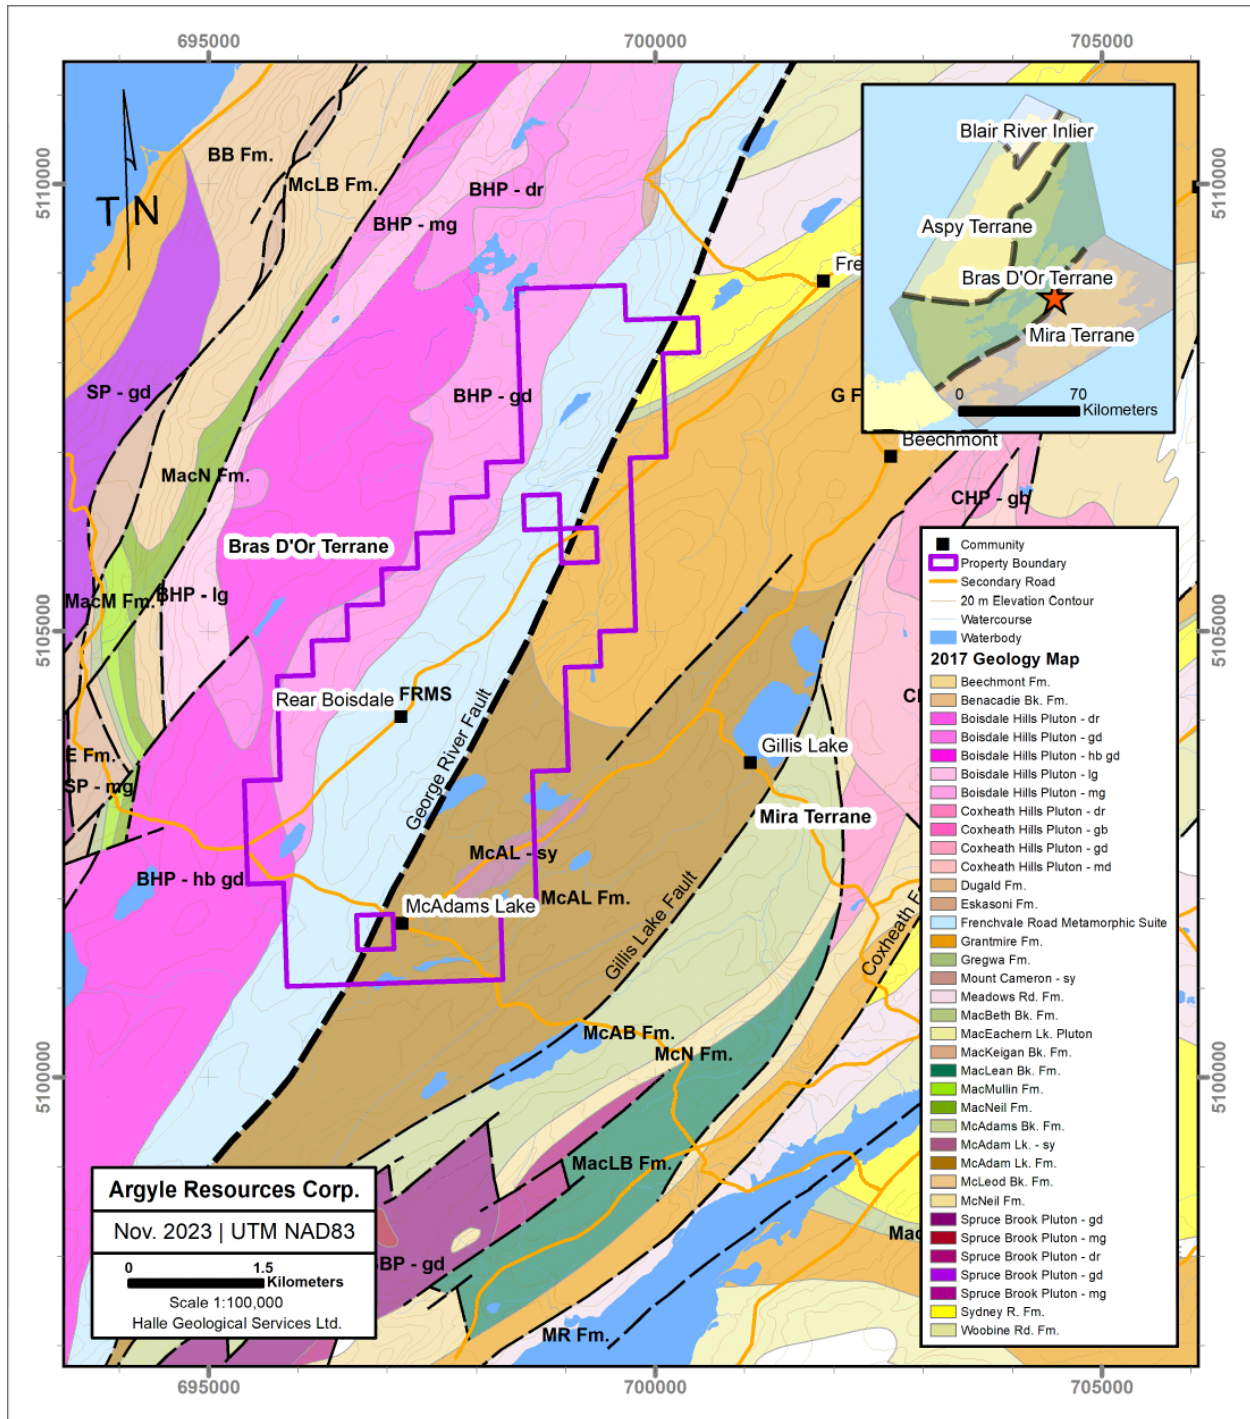 695000
700000
705000
5110000
5110000
5105000
5105000
5100000
5100000
T N
BB Fm.
McLB Fm.
BHP - dr
BHP - mg
SP - gd
BHP - gd
MacN Fm.
Bras D'Or Terrane
MacM Fm.
BHP - lg
Rear Boisdale
FRMS
George River Fault
E Fm.
SP - mg
BHP - hb gd
McAL - sy
McAdams Lake
McAL Fm.
Gillis Lake
Mira Terrane
Gillis Lake Fault
Coxheath F
McAB Fm.
McN Fm.
MacLB Fm.
BP - gd
MR Fm.
Mac
Fre
G F
Beechmont
CHP - gb
Blair River Inlier
Aspy Terrane
Bras D'Or Terrane
Mira Terrane
0 70
Kilometers
Community
Property Boundary
Secondary Road
20 m Elevation Contour
Watercourse
Waterbody
2017 Geology Map
Beechmont Fm.
Benacadie Bk. Fm.
Boisdale Hills Pluton - dr
Boisdale Hills Pluton - gd
Boisdale Hills Pluton - hb gd
Boisdale Hills Pluton - lg
Boisdale Hills Pluton - mg
Coxheath Hills Pluton - dr
Coxheath Hills Pluton - gb
Coxheath Hills Pluton - gd
Coxheath Hills Pluton - md
Dugald Fm.
Eskasoni Fm.
Frenchvale Road Metamorphic Suite
Grantmire Fm.
Gregwa Fm.
Mount Cameron - sy
Meadows Rd. Fm.
MacBeth Bk. Fm.
MacEachern Lk. Pluton
MacKeigan Bk. Fm.
MacLean Bk. Fm.
MacMullin Fm.
MacNeil Fm.
McAdams Bk. Fm.
McAdam Lk. - sy
McAdam Lk. Fm.
McLeod Bk. Fm.
McNeil Fm.
Spruce Brook Pluton - gd
Spruce Brook Pluton - mg
Spruce Brook Pluton - dr
Spruce Brook Pluton - gd
Spruce Brook Pluton - mg
Sydney R. Fm.
Woobine Rd. Fm.
Argyle Resources Corp.
Nov. 2023 | UTM NAD83
0 1.5
Kilometers
Scale 1:100,000
Halle Geological Services Ltd.
695000
700000
705000